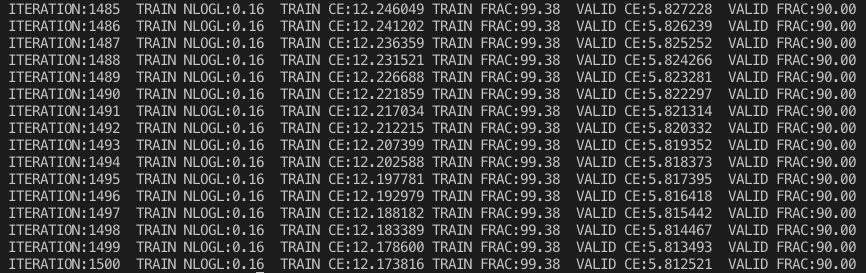 ITERATION:1485 TRAIN NLOGL:0.16 TRAIN CE:12.246049 TRAIN FRAC:99.38 VALID CE:5.827228 VALID FRAC:90.00
ITERATION:1486 TRAIN NLOGL:0.16 TRAIN CE:12.241202 TRAIN FRAC:99.38 VALID CE:5.826239 VALID FRAC:90.00
ITERATION:1487 TRAIN NLOGL:0.16 TRAIN CE:12.236359 TRAIN FRAC:99.38 VALID CE:5.825252 VALID FRAC:90.00
ITERATION:1488 TRAIN NLOGL:0.16 TRAIN CE:12.231521 TRAIN FRAC:99.38 VALID CE:5.824266 VALID FRAC:90.00
ITERATION:1489 TRAIN NLOGL:0.16 TRAIN CE:12.226688 TRAIN FRAC:99.38 VALID CE:5.823281 VALID FRAC:90.00
ITERATION:1490 TRAIN NLOGL:0.16 TRAIN CE:12.221859 TRAIN FRAC:99.38 VALID CE:5.822297 VALID FRAC:90.00
ITERATION:1491 TRAIN NLOGL:0.16 TRAIN CE:12.217034 TRAIN FRAC:99.38 VALID CE:5.821314 VALID FRAC:90.00
ITERATION:1492 TRAIN NLOGL:0.16 TRAIN CE:12.212215 TRAIN FRAC:99.38 VALID CE:5.820332 VALID FRAC:90.00
ITERATION:1493 TRAIN NLOGL:0.16 TRAIN CE:12.207399 TRAIN FRAC:99.38 VALID CE:5.819352 VALID FRAC:90.00
ITERATION:1494 TRAIN NLOGL:0.16 TRAIN CE:12.202588 TRAIN FRAC:99.38 VALID CE:5.818373 VALID FRAC:90.00
ITERATION:1495 TRAIN NLOGL:0.16 TRAIN CE:12.197781 TRAIN FRAC:99.38 VALID CE:5.817395 VALID FRAC:90.00
ITERATION:1496 TRAIN NLOGL:0.16 TRAIN CE:12.192979 TRAIN FRAC:99.38 VALID CE:5.816418 VALID FRAC:90.00
ITERATION:1497 TRAIN NLOGL:0.16 TRAIN CE:12.188182 TRAIN FRAC:99.38 VALID CE:5.815442 VALID FRAC:90.00
ITERATION:1498 TRAIN NLOGL:0.16 TRAIN CE:12.183389 TRAIN FRAC:99.38 VALID CE:5.814467 VALID FRAC:90.00
ITERATION:1499 TRAIN NLOGL:0.16 TRAIN CE:12.178600 TRAIN FRAC:99.38 VALID CE:5.813493 VALID FRAC:90.00
ITERATION:1500 TRAIN NLOGL:0.16 TRAIN CE:12.173816 TRAIN FRAC:99.38 VALID CE:5.812521 VALID FRAC:90.00